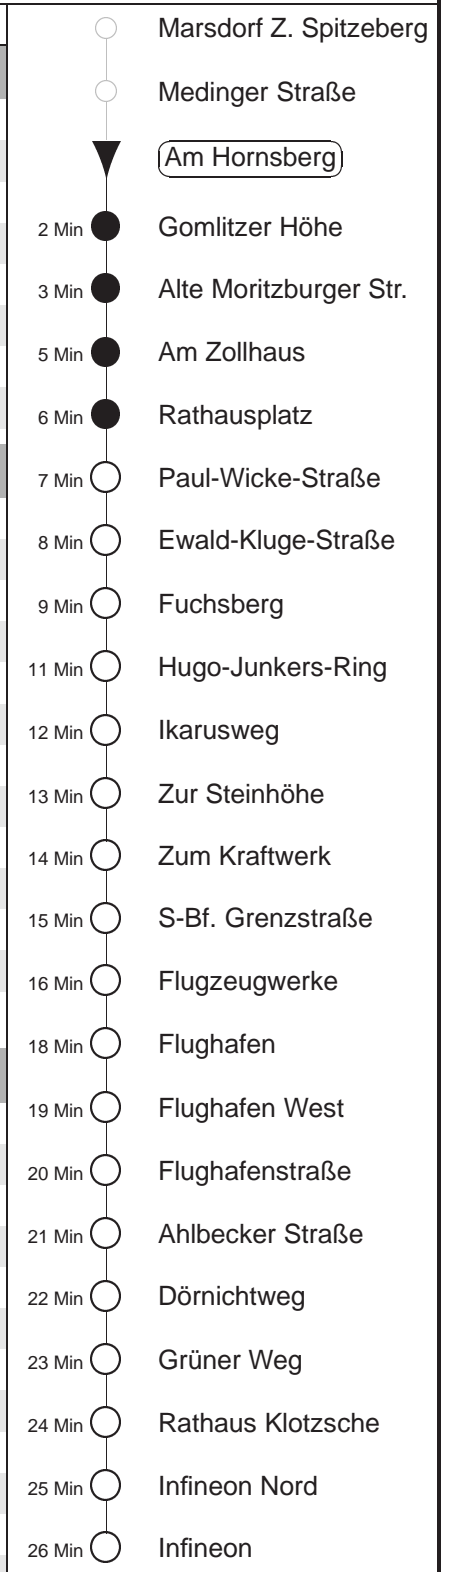 Marsdorf Z. Spitzeberg
Medinger Straße
Am Hornsberg
2 Min Gomlitzer Höhe
3 Min Alte Moritzburger Str.
5 Min Am Zollhaus
6 Min Rathausplatz
7 Min Paul-Wicke-Straße
8 Min Ewald-Kluge-Straße
9 Min Fuchsberg
11 Min Hugo-Junkers-Ring
12 Min Ikarusweg
13 Min Zur Steinhöhe
14 Min Zum Kraftwerk
15 Min S-Bf. Grenzstraße
16 Min Flugzeugwerke
18 Min Flughafen
19 Min Flughafen West
20 Min Flughafenstraße
21 Min Ahlbecker Straße
22 Min Dörnichtweg
23 Min Grüner Weg
24 Min Rathaus Klotzsche
25 Min Infineon Nord
26 Min Infineon